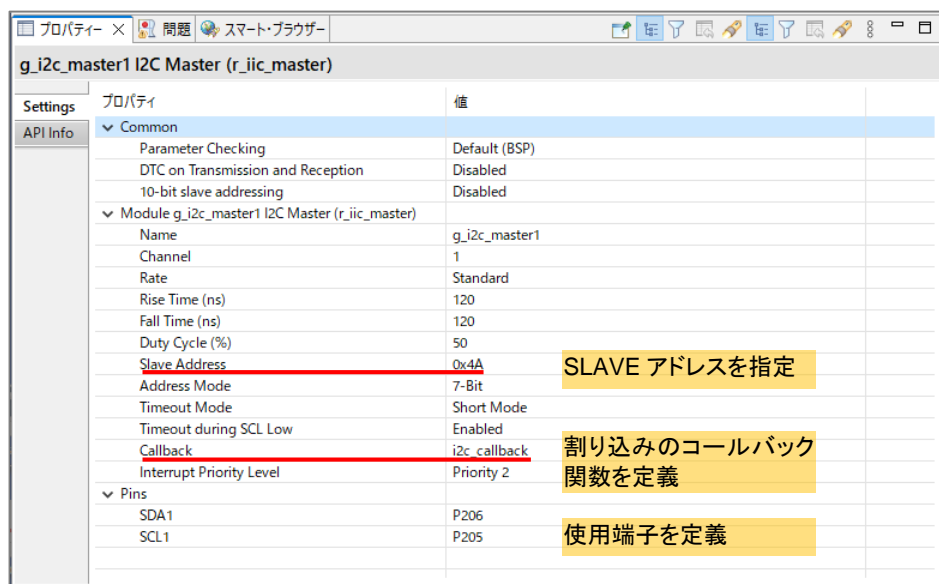 プロパティー 問題 スマート・ブラウザー
g_i2c_master1 I2C Master (r_iic_master)
Settings
API Info
プロパティ 値
Common
Parameter Checking Default (BSP)
DTC on Transmission and Reception Disabled
10-bit slave addressing Disabled
Module g_i2c_master1 I2C Master (r_iic_master)
Name g_i2c_master1
Channel 1
Rate Standard
Rise Time (ns) 120
Fall Time (ns) 120
Duty Cycle (%) 50
Slave Address 0x4A SLAVE アドレスを指定
Address Mode 7-Bit
Timeout Mode Short Mode
Timeout during SCL Low Enabled
Callback i2c_callback 割り込みのコールバック
Interrupt Priority Level Priority 2 関数を定義
Pins
SDA1 P206
SCL1 P205 使用端子を定義